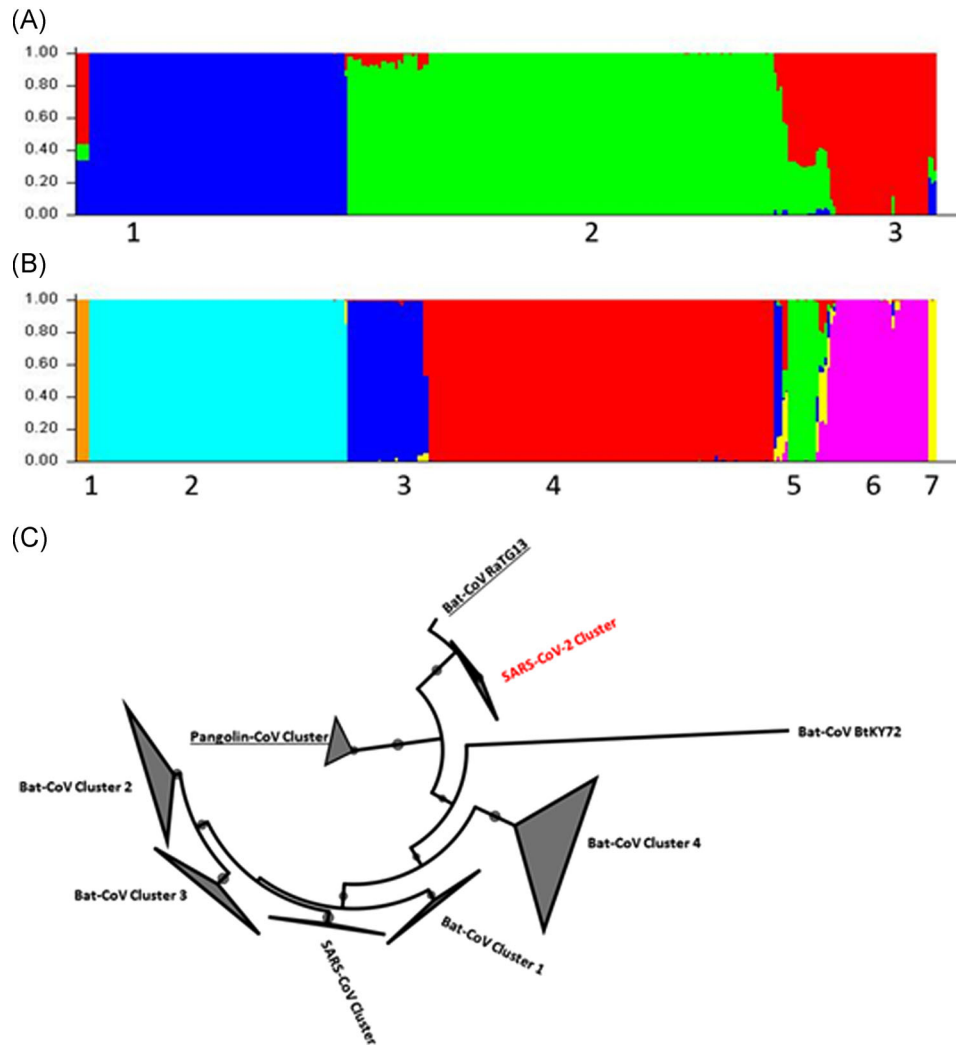 (A)
1.00
0.80
0.60
0.40
0.20
0.00
1 2 3
(B)
1.00
0.80
0.60
0.40
0.20
0.00
1 2 3 4 5 6 7
(C)
Bat-CoV RaTG13
SARS-CoV-2 Cluster
Pangolin-CoV Cluster
Bat-CoV BtKY72
Bat-CoV Cluster 2
Bat-CoV Cluster 4
Bat-CoV Cluster 3
Bat-CoV Cluster 1
SARS-CoV Cluster